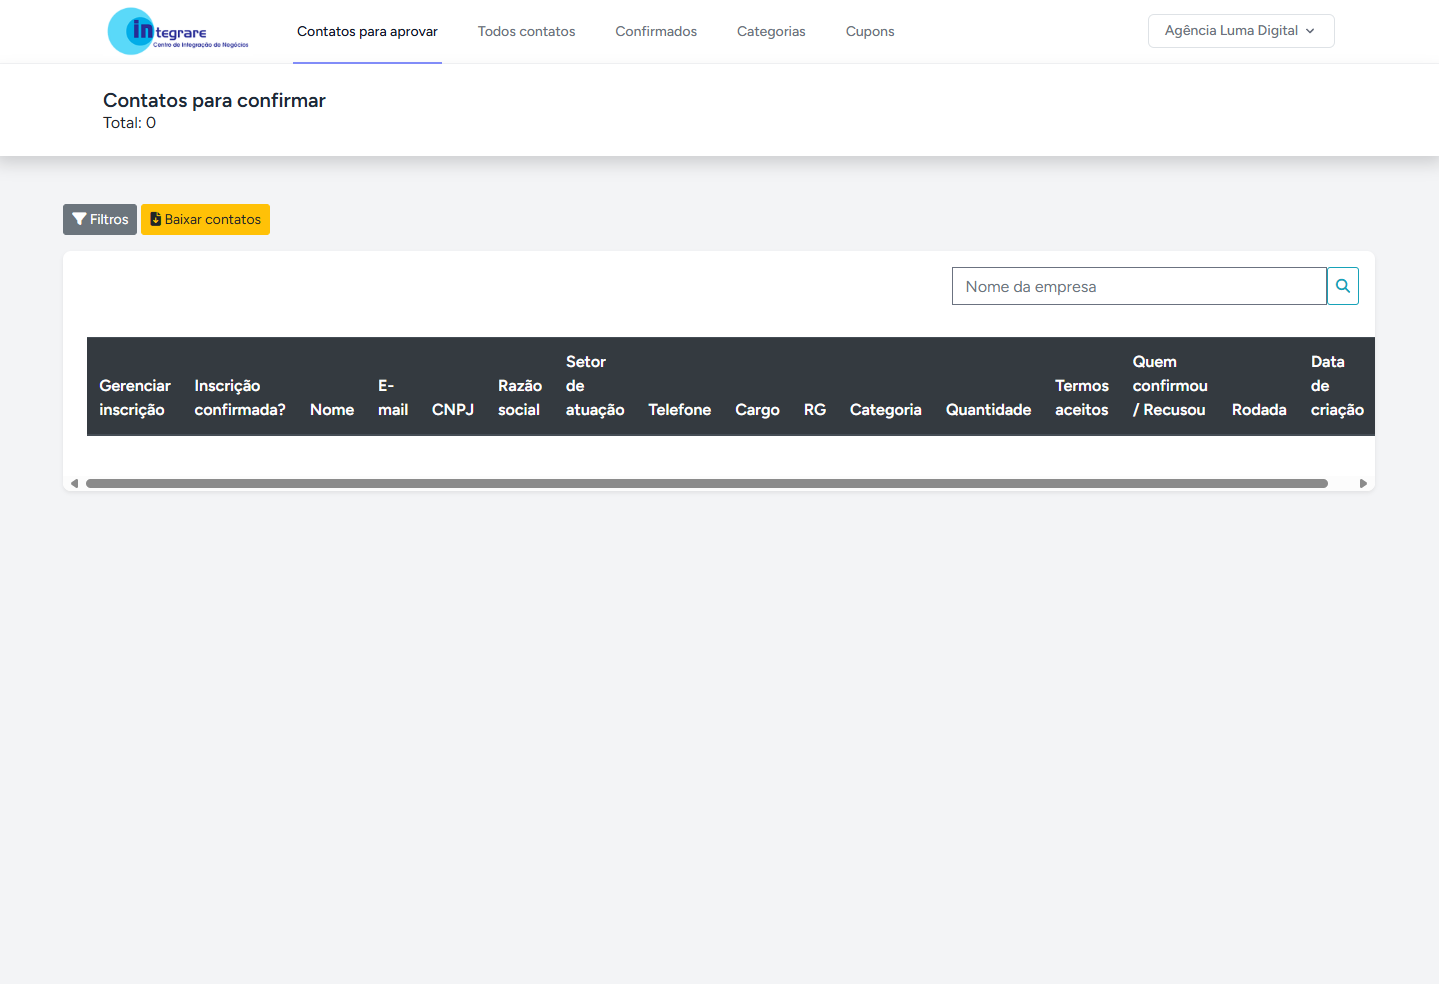 integrare
Centro de Integração de Negócios
Contatos para aprovar
Todos contatos
Confirmados
Categorias
Cupons
Agência Luma Digital
Contatos para confirmar
Total: 0
Filtros
Baixar contatos
Nome da empresa
Gerenciar
inscrição
Inscrição
confirmada?
Nome
E-
mail
CNPJ
Razão
social
Setor
de
atuação
Telefone
Cargo
RG
Categoria
Quantidade
Termos
aceitos
Quem
confirmou
/ Recusou
Rodada
Data
de
criação